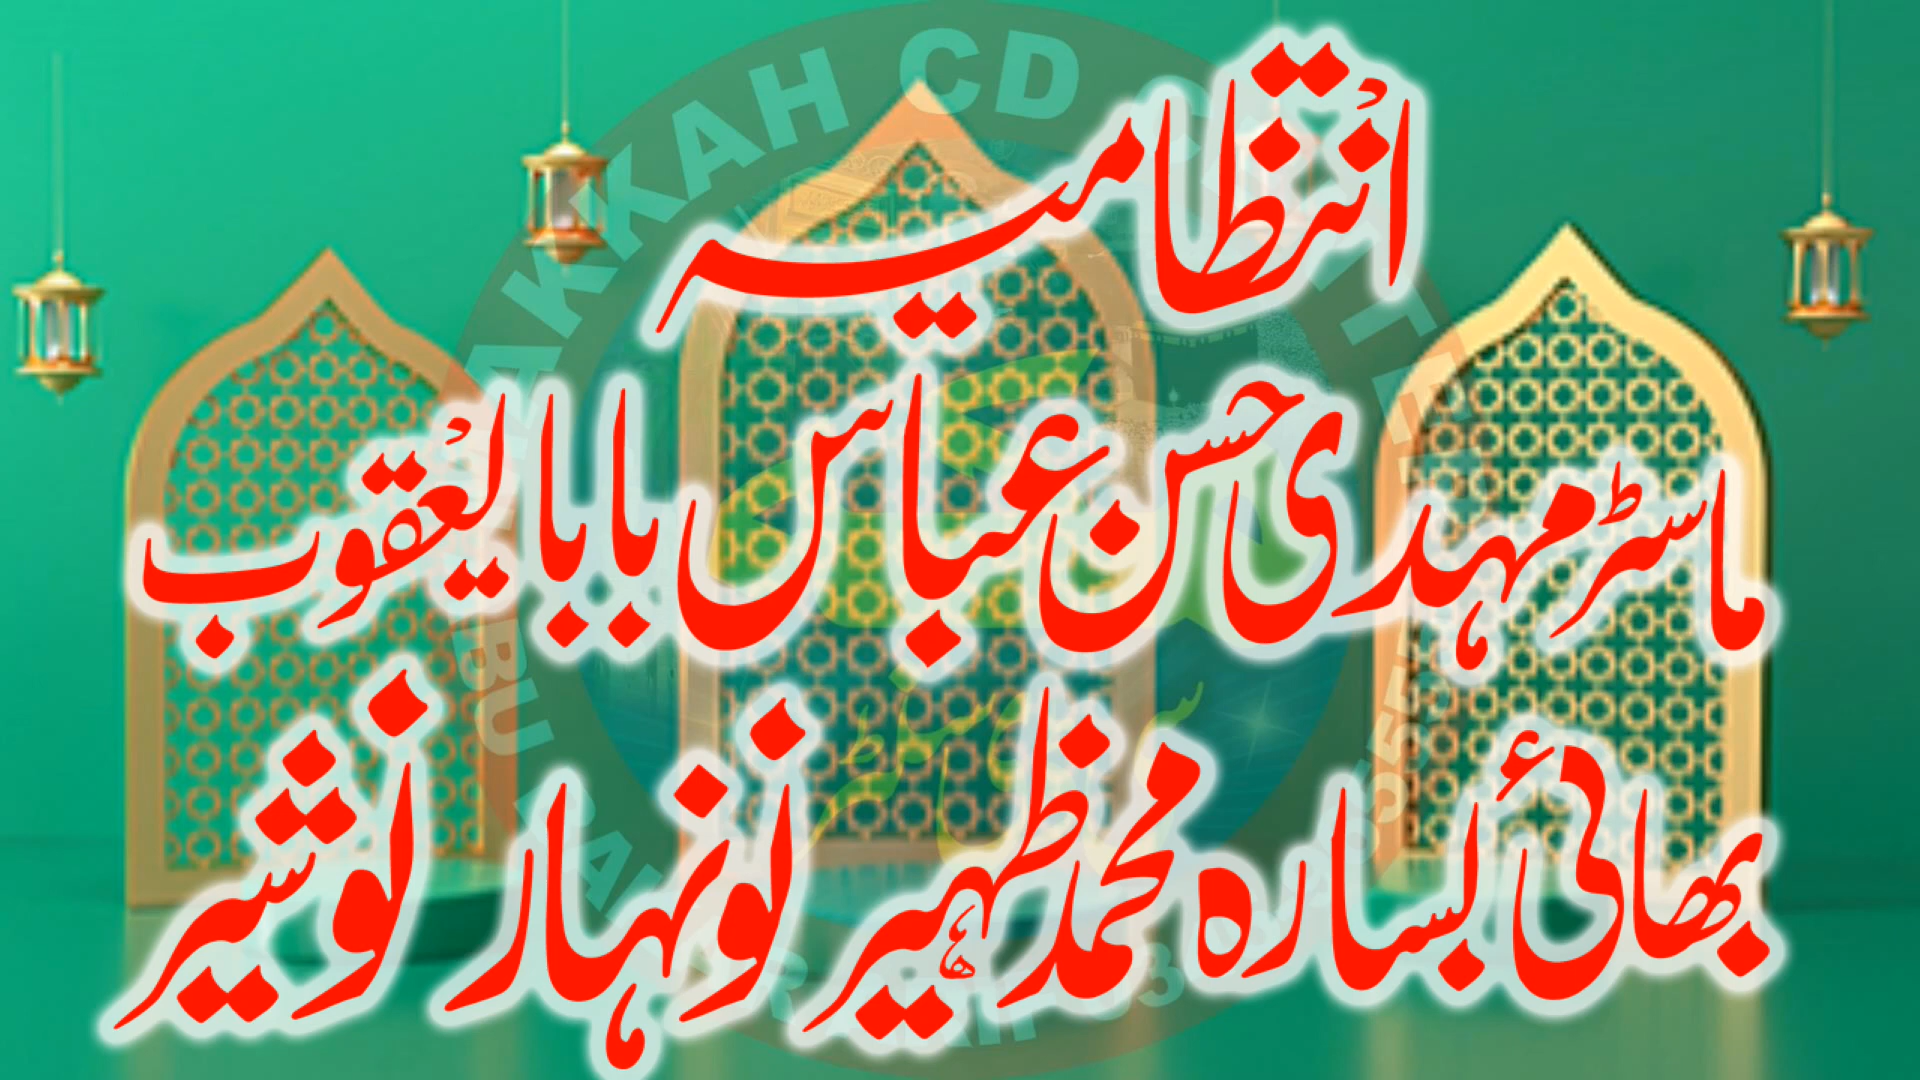 انتظامیہ
ماسٹر مہدی حسن عباس بابا یعقوب
بھائی بسارہ محمد ظہیر نونہار نوشیر